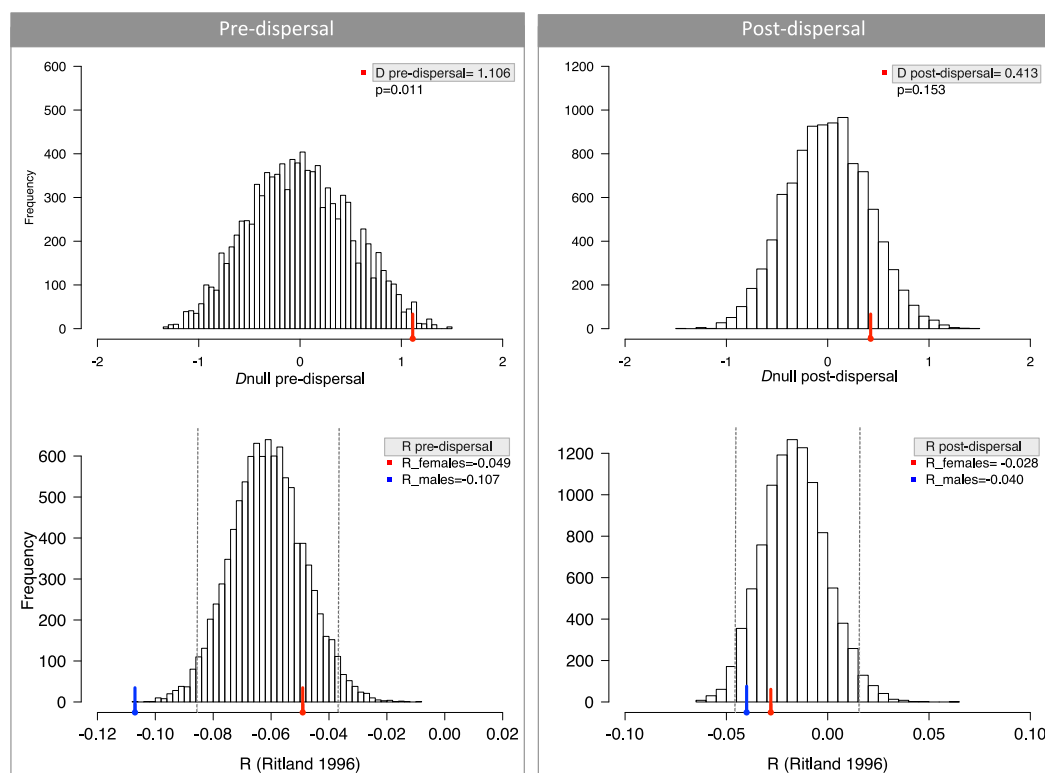 Pre-dispersal
600
500
400
300
200
100
0
Frequency
D pre-dispersal= 1.106
p=0.011
-2
-1
0
1
2
Dnull pre-dispersal
600
500
400
300
200
100
0
Frequency
R pre-dispersal
R_females=-0.049
R_males=-0.107
-0.12
-0.10
-0.08
-0.06
-0.04
-0.02
0.00
0.02
R (Ritland 1996)
Post-dispersal
1200
1000
800
600
400
200
0
D post-dispersal= 0.413
p=0.153
-2
-1
0
1
2
Dnull post-dispersal
1200
1000
800
600
400
200
0
R post-dispersal
R_females= -0.028
R_males=-0.040
-0.10
-0.05
0.00
0.05
0.10
R (Ritland 1996)